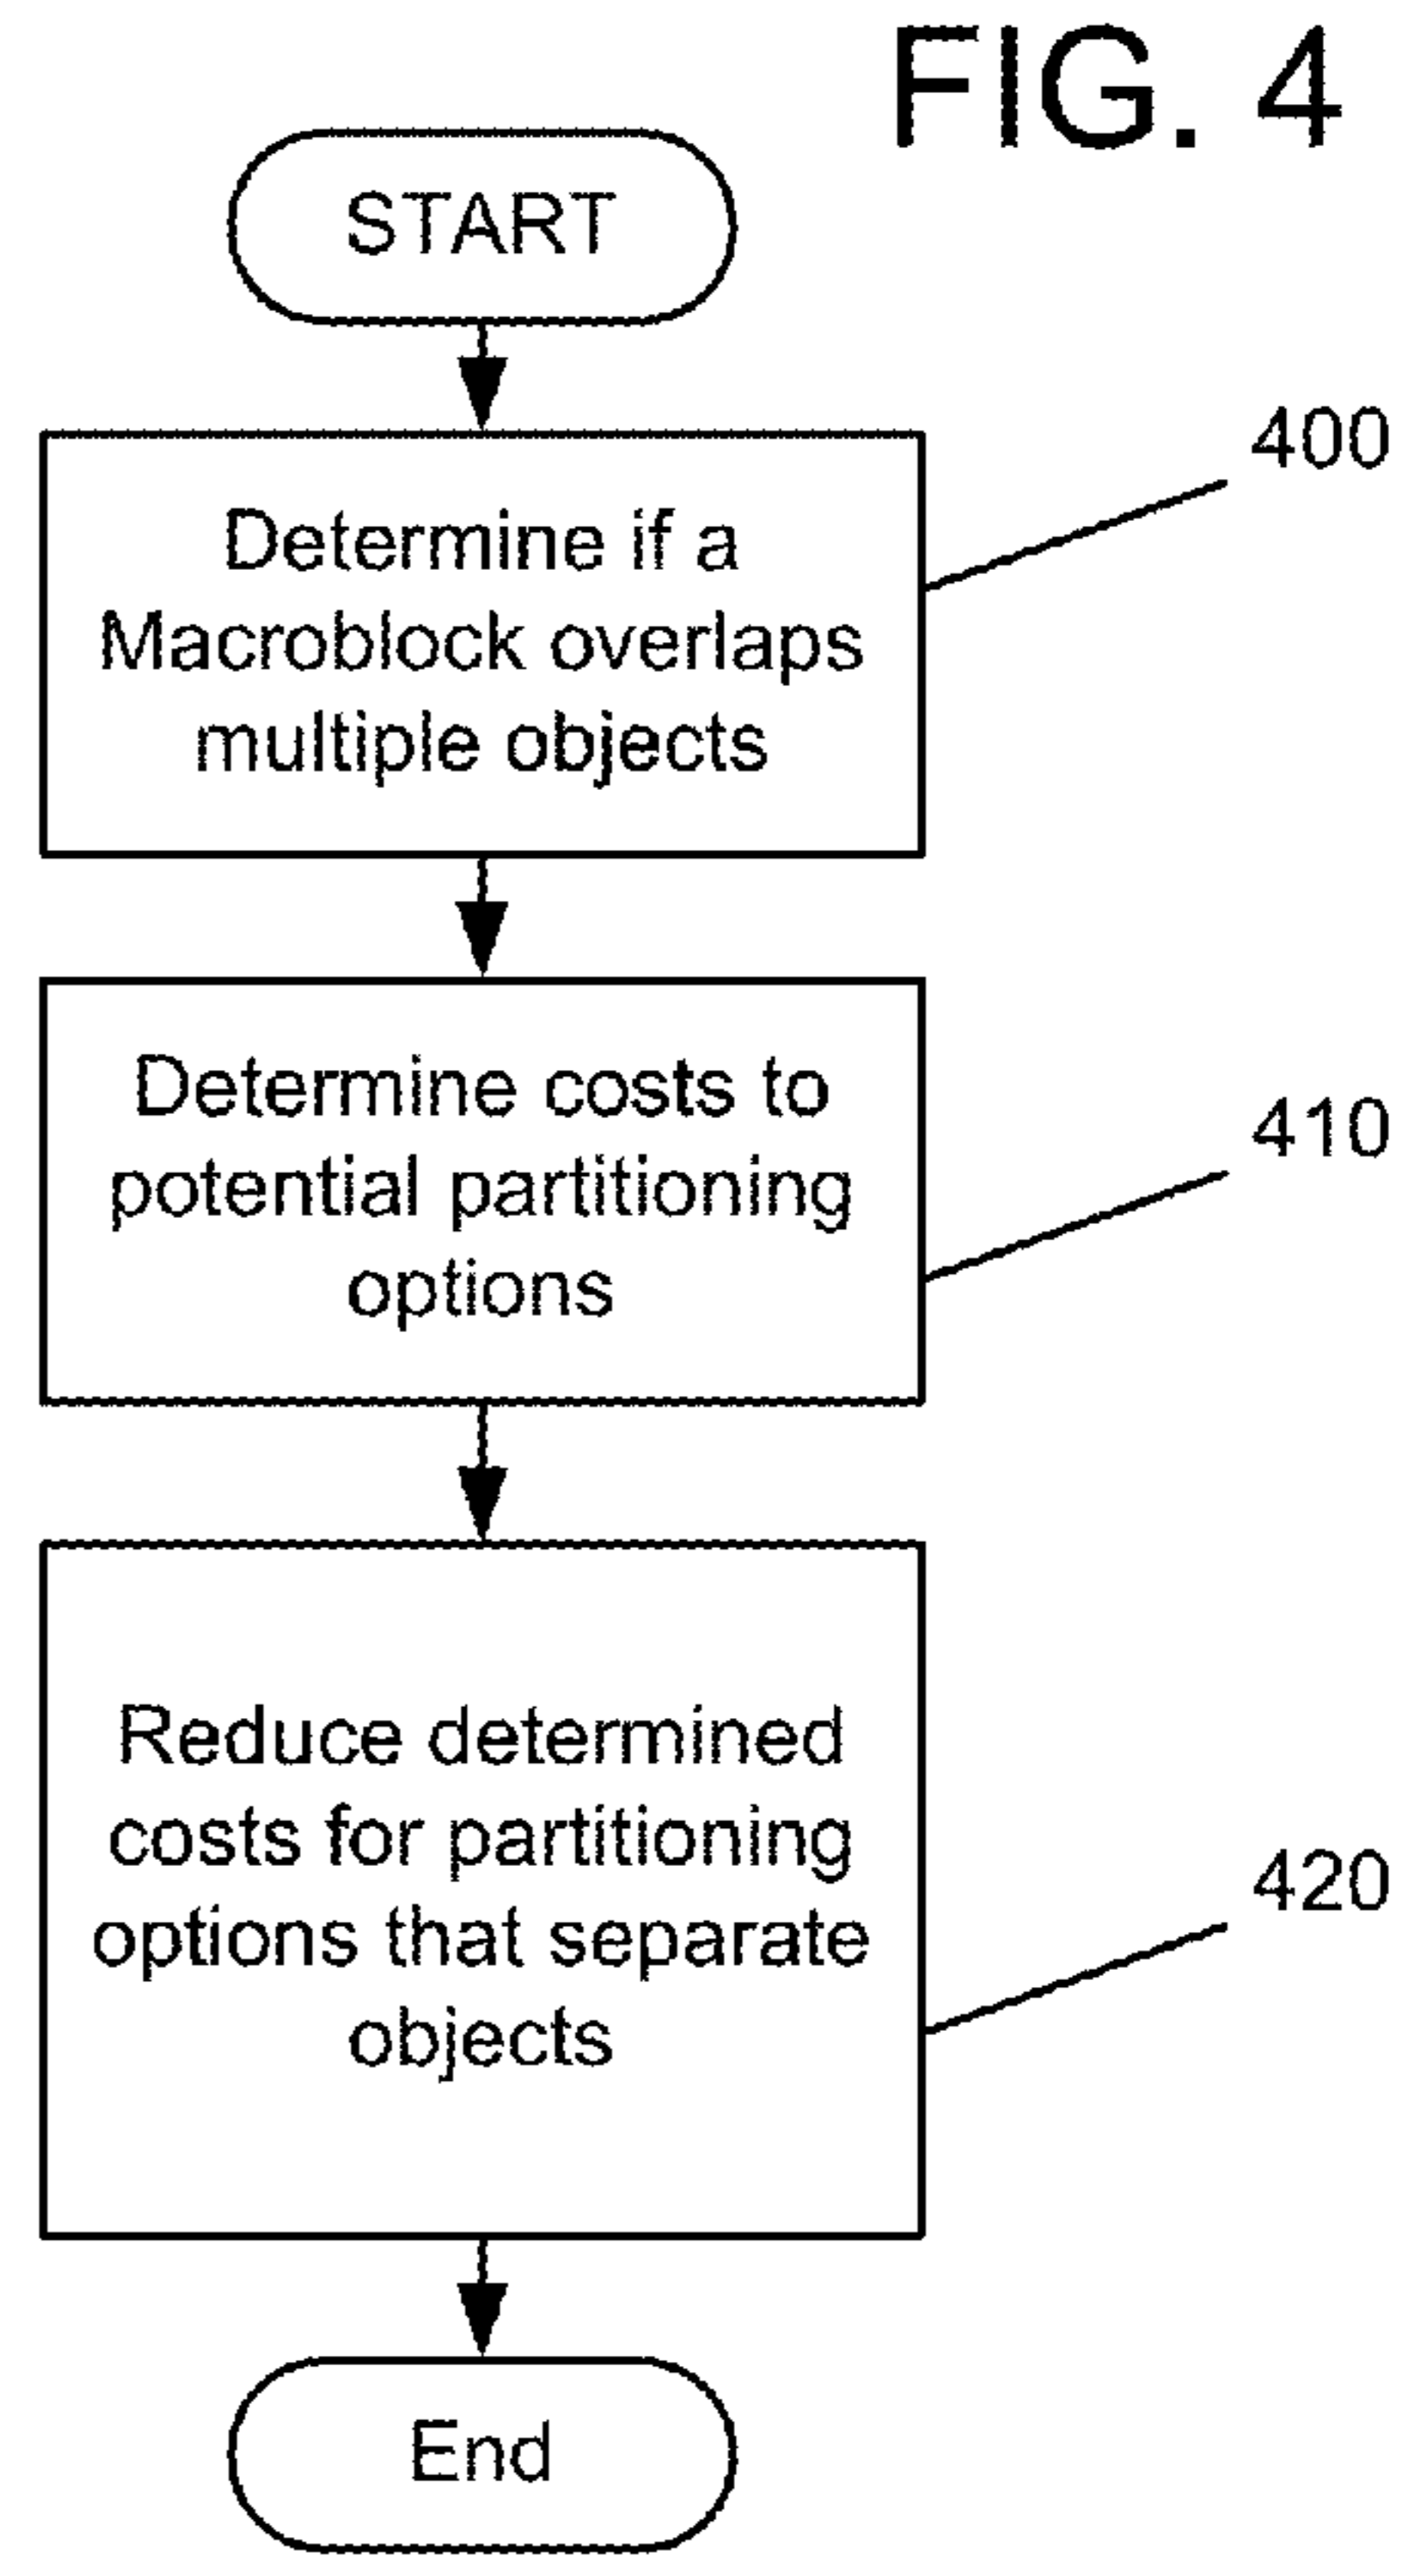 FIG. 4
START
400
Determine if a
Macroblock overlaps
multiple objects
410
Determine costs to
potential partitioning
options
420
Reduce determined
costs for partitioning
options that separate
objects
End